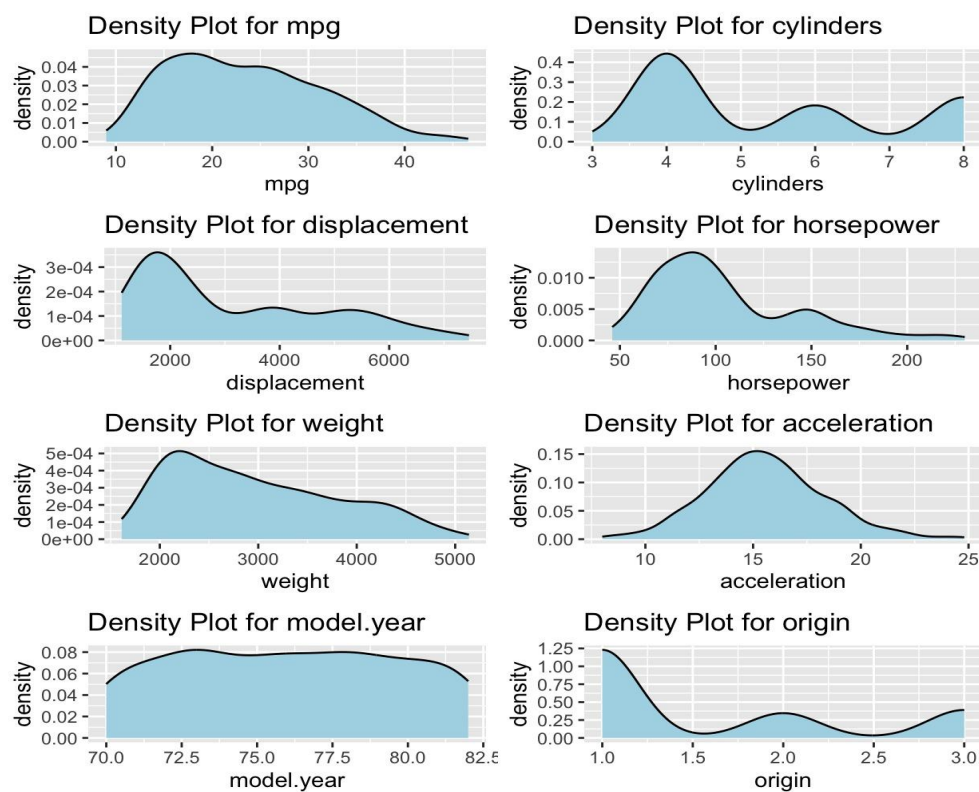 Density Plot for mpg
density
0.04
0.03
0.02
0.01
0.00
10 20 30 40
mpg
Density Plot for cylinders
density
0.4
0.3
0.2
0.1
0.0
3 4 5 6 7 8
cylinders
Density Plot for displacement
density
3e-04
2e-04
1e-04
0e+00
2000 4000 6000
displacement
Density Plot for horsepower
density
0.010
0.005
0.000
50 100 150 200
horsepower
Density Plot for weight
density
5e-04
4e-04
3e-04
2e-04
1e-04
0e+00
2000 3000 4000 5000
weight
Density Plot for acceleration
density
0.15
0.10
0.05
0.00
10 15 20 25
acceleration
Density Plot for model.year
density
0.08
0.06
0.04
0.02
0.00
70.0 72.5 75.0 77.5 80.0 82.5
model.year
Density Plot for origin
density
1.25
1.00
0.75
0.50
0.25
0.00
1.0 1.5 2.0 2.5 3.0
origin